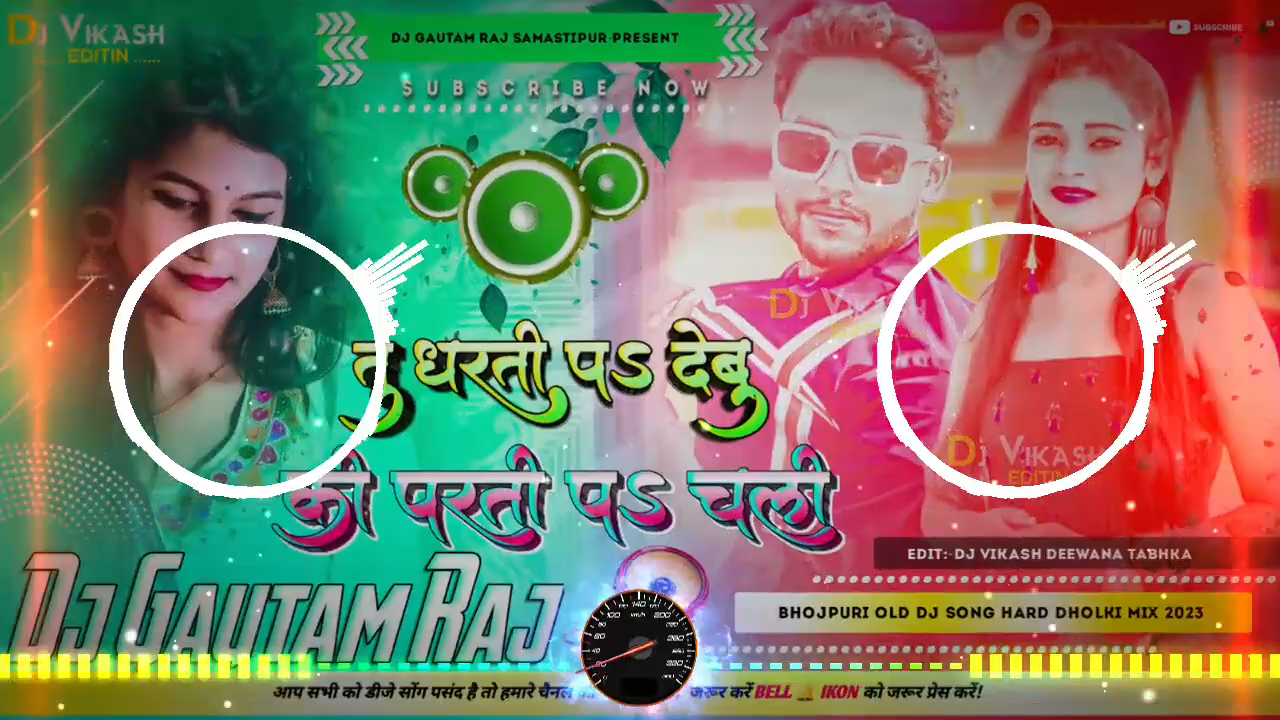 DJ VIKASH
EDITIN
DJ GAUTAM RAJ SAMASTIPUR PRESENT
SUBSCRIBE
SUBSCRIBE NOW
DJ VIKASH
तु धरती पऽ देबु
की परती पऽ चली
DJ VIKASH
EDITIN
EDIT:-DJ VIKASH DEEWANA TABHKA
DJ GAUTAM RAJ
BHOJPURI OLD DJ SONG HARD DHOLKI MIX 2023
आप सभी को डीजे सोंग पसंद है तो हमारे चैनल जरूर करें BELL IKON को जरूर प्रेस करें!